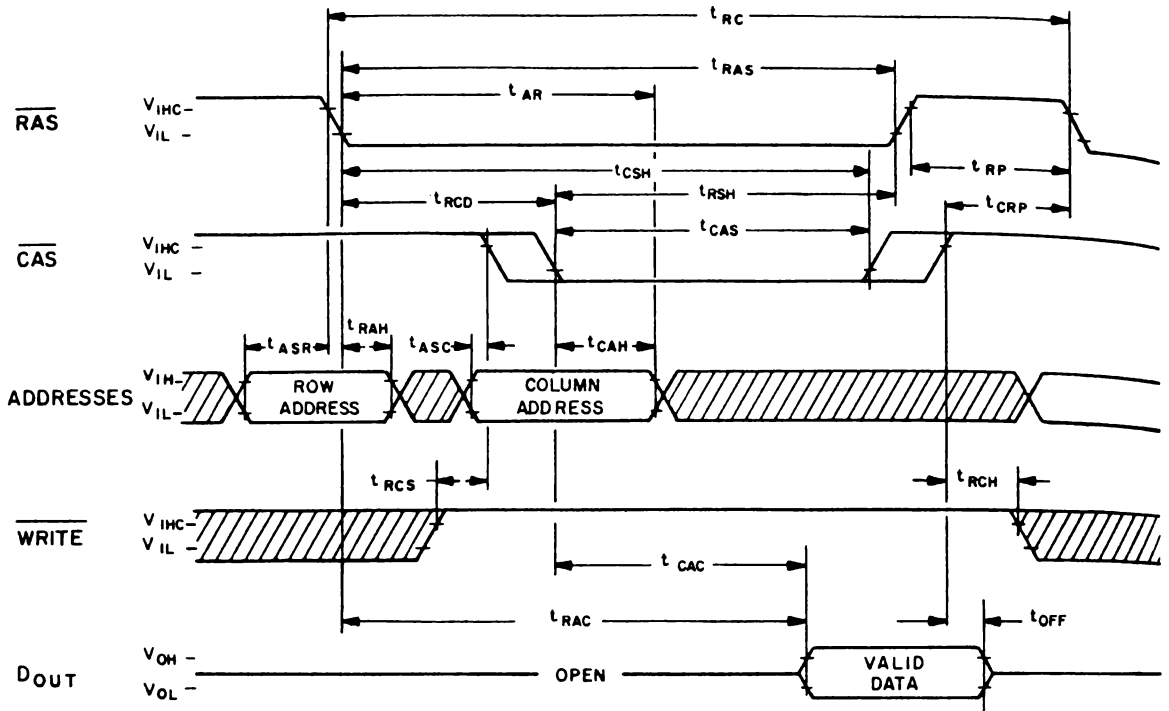 tRC
tRAS
tAR
RAS
VIHC
VIL
tCSH
tRP
tRCD
tRSH
tCRP
CAS
VIHC
VIL
tCAS
tASR
tRAH
tASC
tCAH
ADDRESSES
VIH
VIL
ROW
ADDRESS
COLUMN
ADDRESS
tRCS
tRCH
WRITE
VIHC
VIL
tCAC
tRAC
tOFF
DOUT
VOH
VOL
OPEN
VALID
DATA